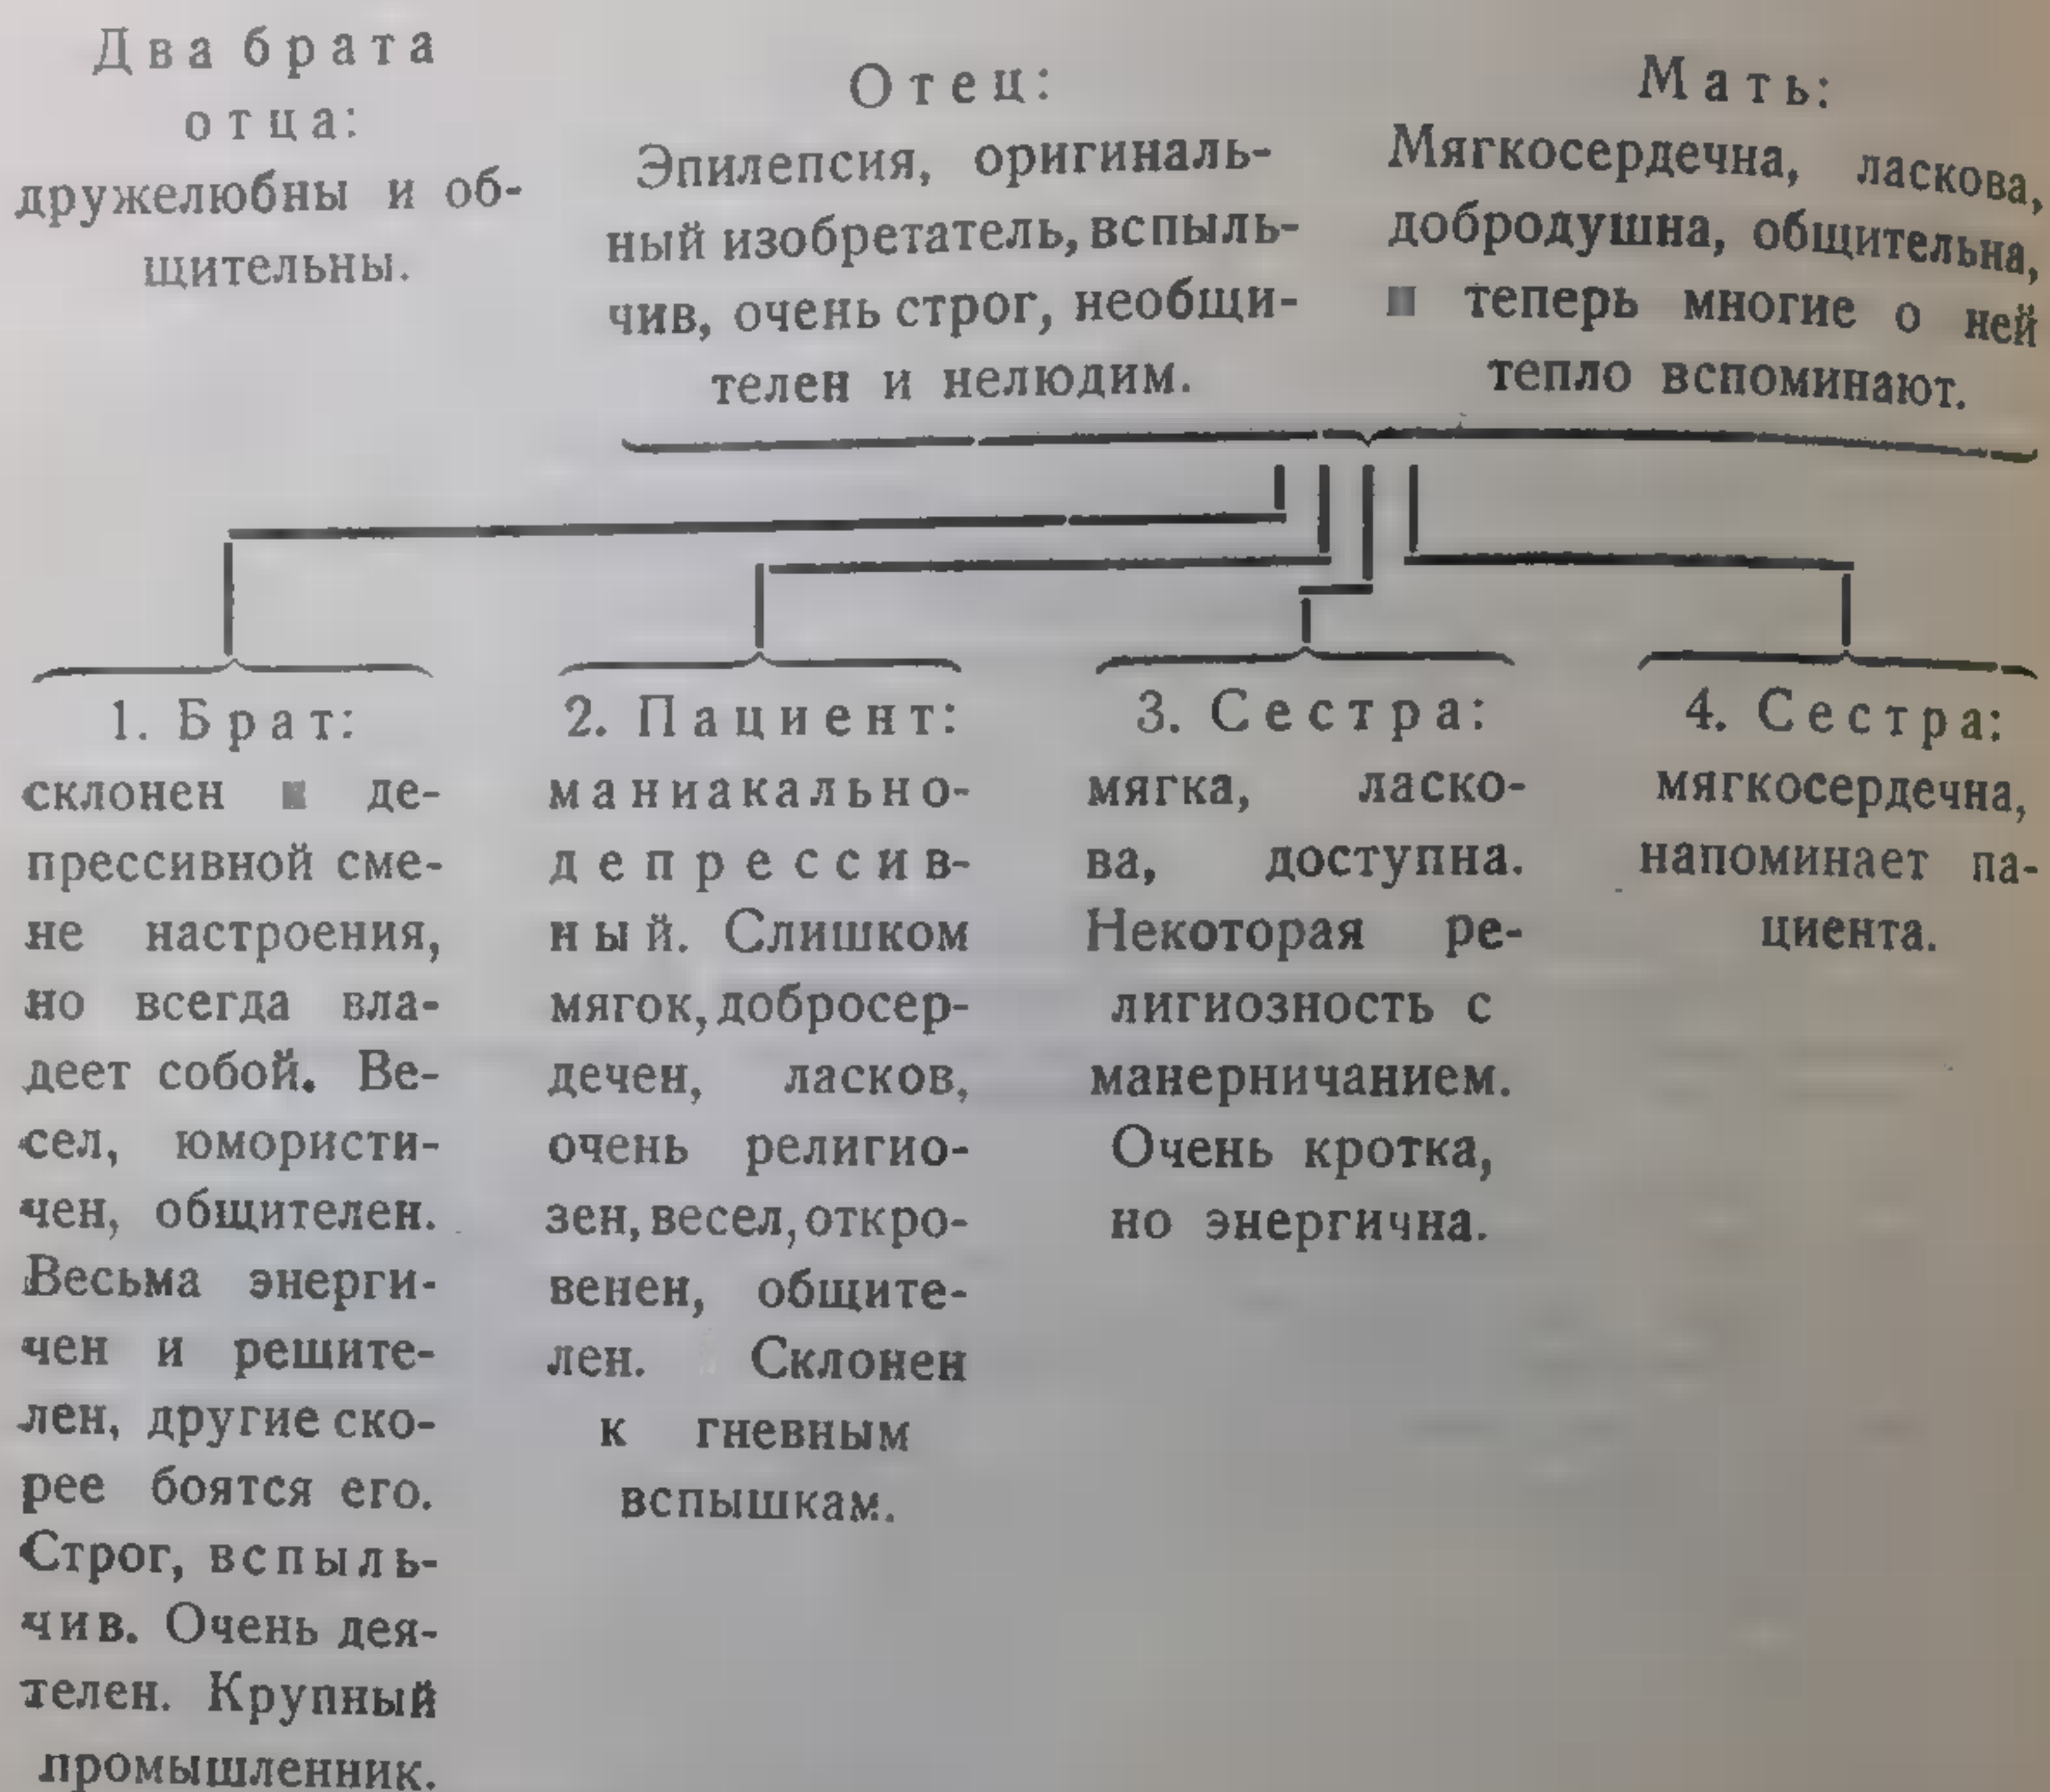 Два брата
отца:
дружелюбны и об-
щительны.
Отец:
Эпилепсия, оригиналь-
ный изобретатель, вспыль-
чив, очень строг, необщи-
телен и нелюдим.
Мать:
Мягкосердечна, ласкова,
добродушна, общительна,
теперь многие о ней
тепло вспоминают.
1. Брат:
склонен де-
прессивной сме-
не настроения,
но всегда вла-
деет собой. Ве-
сел, юмористи-
чен, общителен.
Весьма энерги-
чен и решите-
лен, другие ско-
рее боятся его.
Строг, вспыль-
чив. Очень дея-
телен. Крупный
промышленник.
2. Пациент:
маниакально-
депрессив-
ный. Слишком
мягок, добросер-
дечен, ласков,
очень религио-
зен, весел, откро-
венен, общите-
лен. Склонен
к гневным
вспышкам.
3. Сестра:
мягка, ласко-
ва, доступна.
Некоторая ре-
лигиозность с
манерничанием.
Очень кротка,
но энергична.
4. Сестра:
мягкосердечна,
напоминает па-
циента.